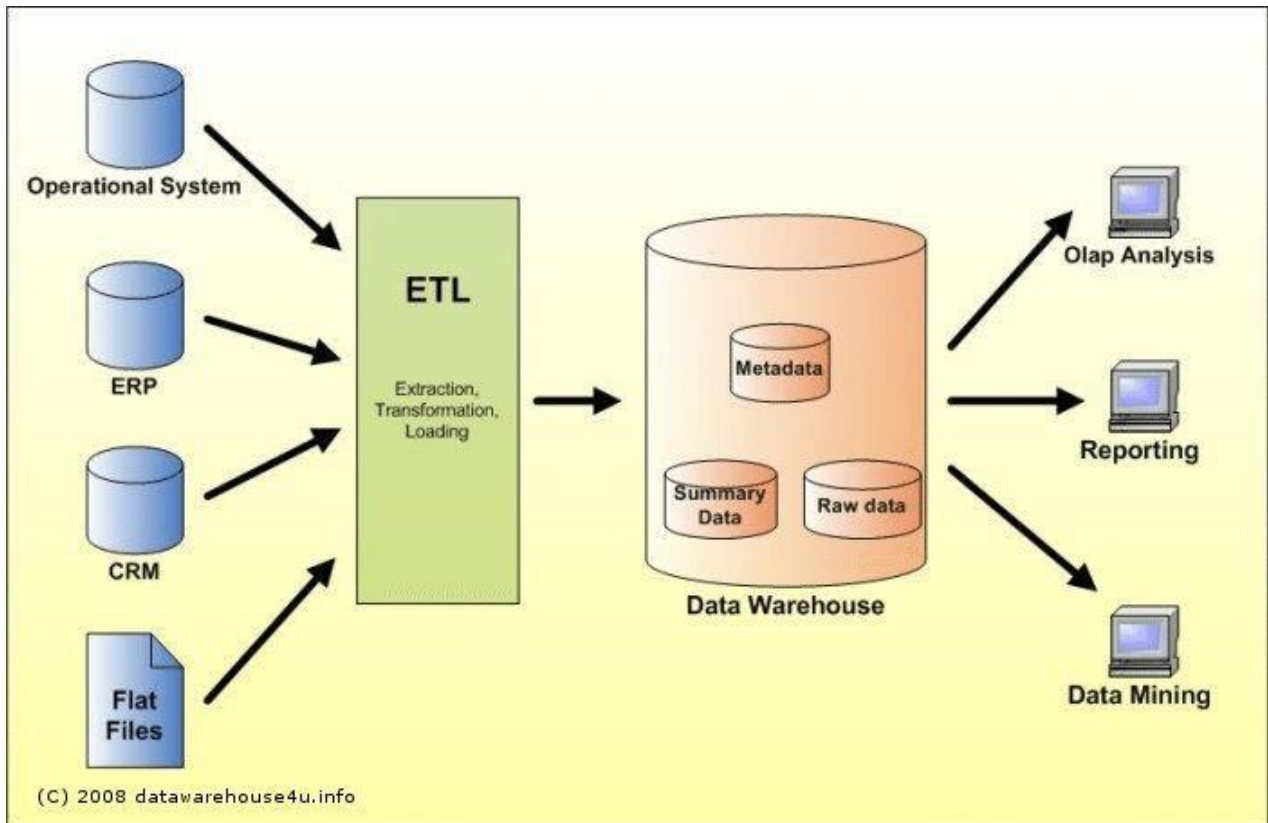 Operational System
ERP
CRM
Flat
Files
ETL
Extraction,
Transformation,
Loading
Metadata
Summary
Data
Raw data
Data Warehouse
Olap Analysis
Reporting
Data Mining
(C) 2008 datawarehouse4u.info